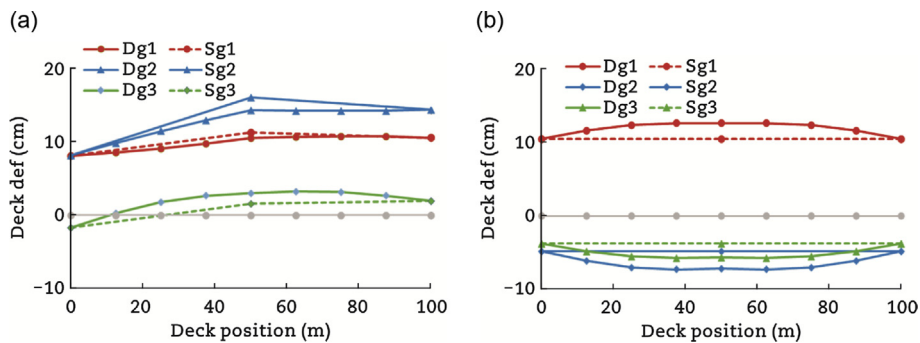 (a)
Dg1 Sg1
Dg2 Sg2
Dg3 Sg3
20
10
0
−10
Deck def (cm)
0 20 40 60 80 100
Deck position (m)
(b)
Dg1 Sg1
Dg2 Sg2
Dg3 Sg3
20
10
0
−10
Deck def (cm)
0 20 40 60 80 100
Deck position (m)